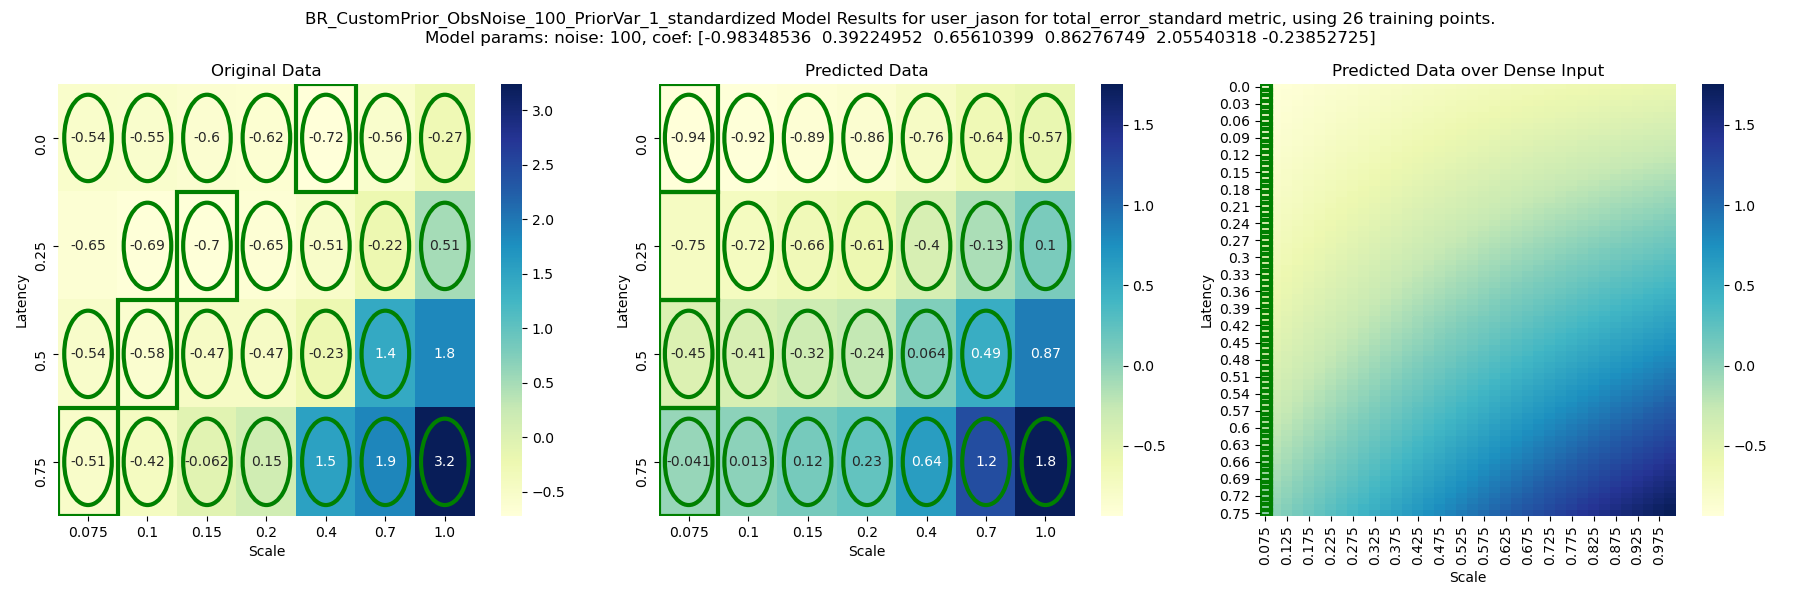 BR_CustomPrior_ObsNoise_100_PriorVar_1_standardized Model Results for user_jason for total_error_standard metric, using 26 training points.
Model params: noise: 100, coef: [-0.98348536  0.39224952  0.65610399  0.86276749  2.05540318 -0.23852725]
Original Data
Latency
0.0
0.25
0.5
0.75
-0.54 -0.55 -0.6 -0.62 -0.72 -0.56 -0.27
-0.65 -0.69 -0.7 -0.65 -0.51 -0.22 0.51
-0.54 -0.58 -0.47 -0.47 -0.23 1.4 1.8
-0.51 -0.42 -0.062 0.15 1.5 1.9 3.2
0.075 0.1 0.15 0.2 0.4 0.7 1.0
Scale
3.0
2.5
2.0
1.5
1.0
0.5
0.0
−0.5
Predicted Data
Latency
0.0
0.25
0.5
0.75
-0.94 -0.92 -0.89 -0.86 -0.76 -0.64 -0.57
-0.75 -0.72 -0.66 -0.61 -0.4 -0.13 0.1
-0.45 -0.41 -0.32 -0.24 0.064 0.49 0.87
-0.041 0.013 0.12 0.23 0.64 1.2 1.8
0.075 0.1 0.15 0.2 0.4 0.7 1.0
Scale
1.5
1.0
0.5
0.0
−0.5
Predicted Data over Dense Input
Latency
0.0
0.03
0.06
0.09
0.12
0.15
0.18
0.21
0.24
0.27
0.3
0.33
0.36
0.39
0.42
0.45
0.48
0.51
0.54
0.57
0.6
0.63
0.66
0.69
0.72
0.75
0.075 0.125 0.175 0.225 0.275 0.325 0.375 0.425 0.475 0.525 0.575 0.625 0.675 0.725 0.775 0.825 0.875 0.925 0.975
Scale
1.5
1.0
0.5
0.0
−0.5